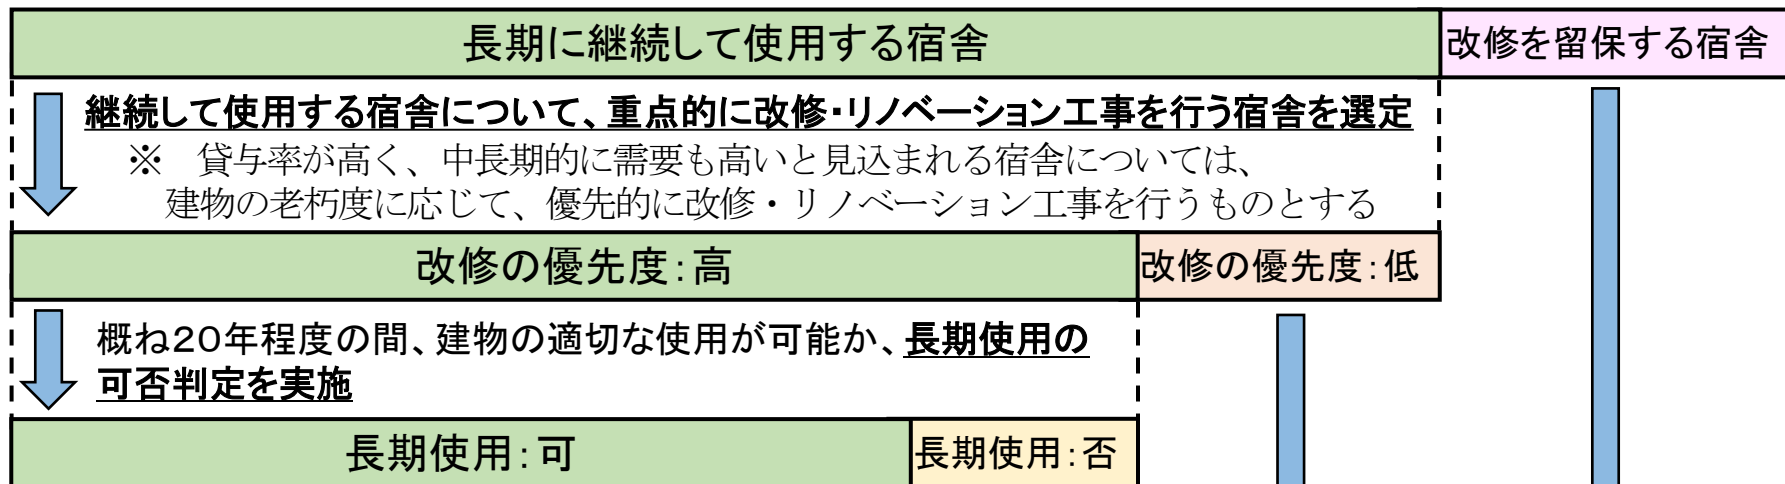 長期に継続して使用する宿舎
改修を留保する宿舎
継続して使用する宿舎について、重点的に改修・リノベーション工事を行う宿舎を選定
※　貸与率が高く、中長期的に需要も高いと見込まれる宿舎については、
建物の老朽度に応じて、優先的に改修・リノベーション工事を行うものとする
改修の優先度：高
改修の優先度：低
概ね２０年程度の間、建物の適切な使用が可能か、長期使用の
可否判定を実施
長期使用：可
長期使用：否